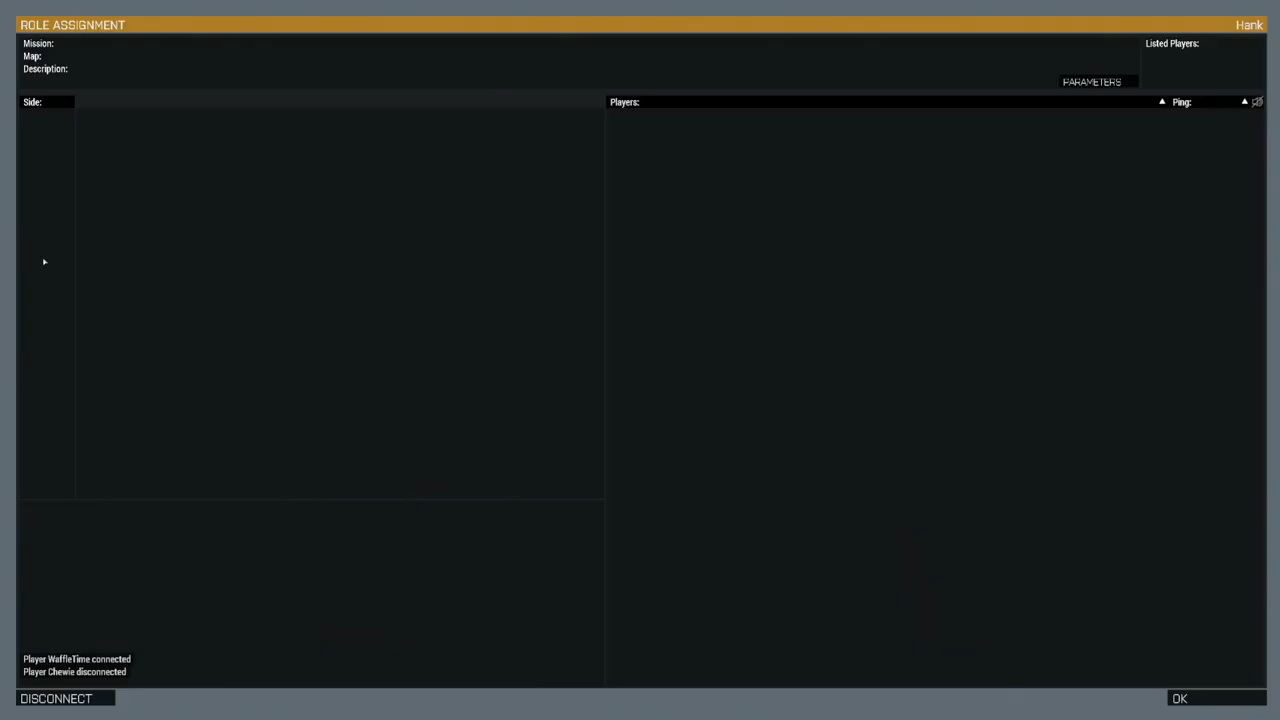 ROLE ASSIGNMENT
Hank
Mission:
Map:
Description:
Listed Players:
PARAMETERS
Side:
Players:
Ping:
Player WaffleTime connected
Player Chewie disconnected
DISCONNECT
OK